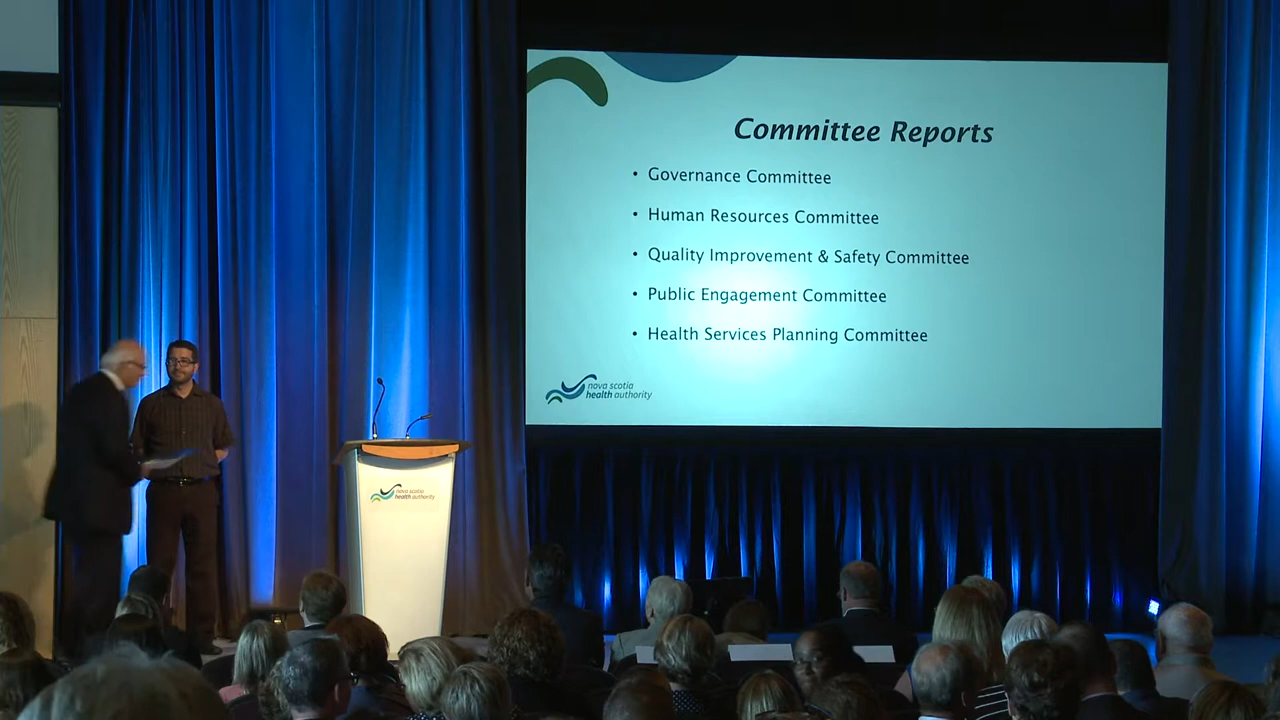 Committee Reports
• Governance Committee
• Human Resources Committee
• Quality Improvement & Safety Committee
• Public Engagement Committee
• Health Services Planning Committee
nova scotia
health authority
nova scotia
health authority